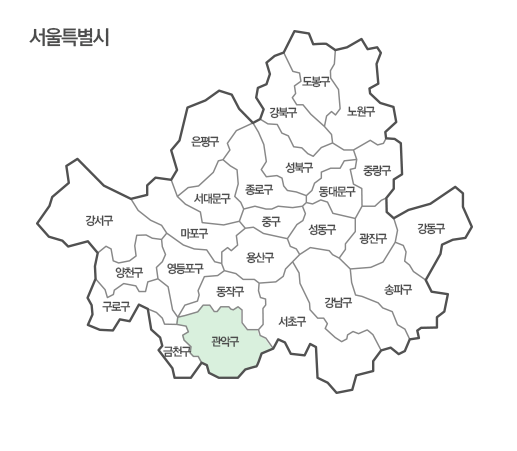 서울특별시
도봉구
강북구
노원구
은평구
성북구
중랑구
종로구
동대문구
서대문구
강서구
중구
성동구
강동구
마포구
광진구
용산구
양천구
영등포구
동작구
송파구
구로구
강남구
서초구
관악구
금천구